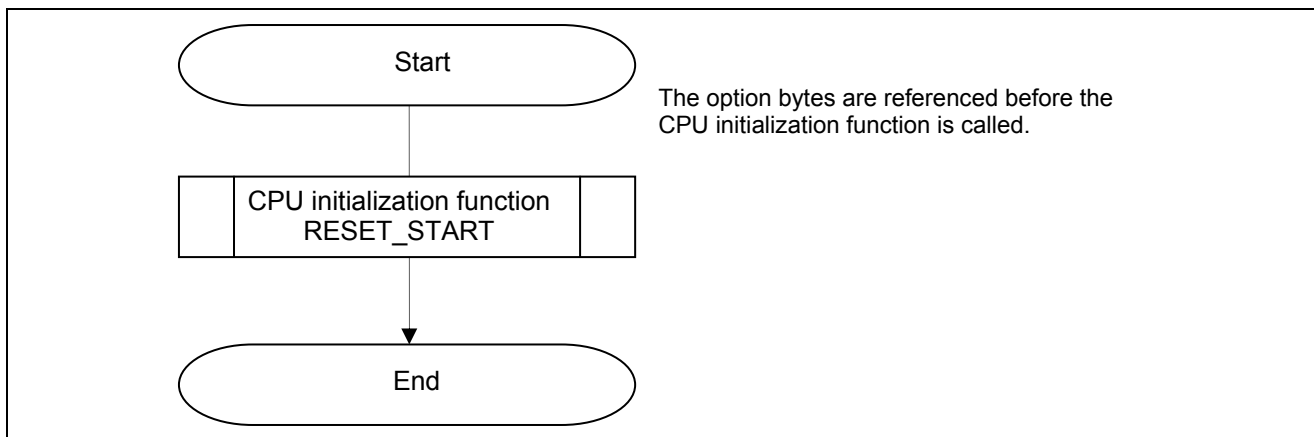 Start
The option bytes are referenced before the
CPU initialization function is called.
CPU initialization function
RESET_START
End